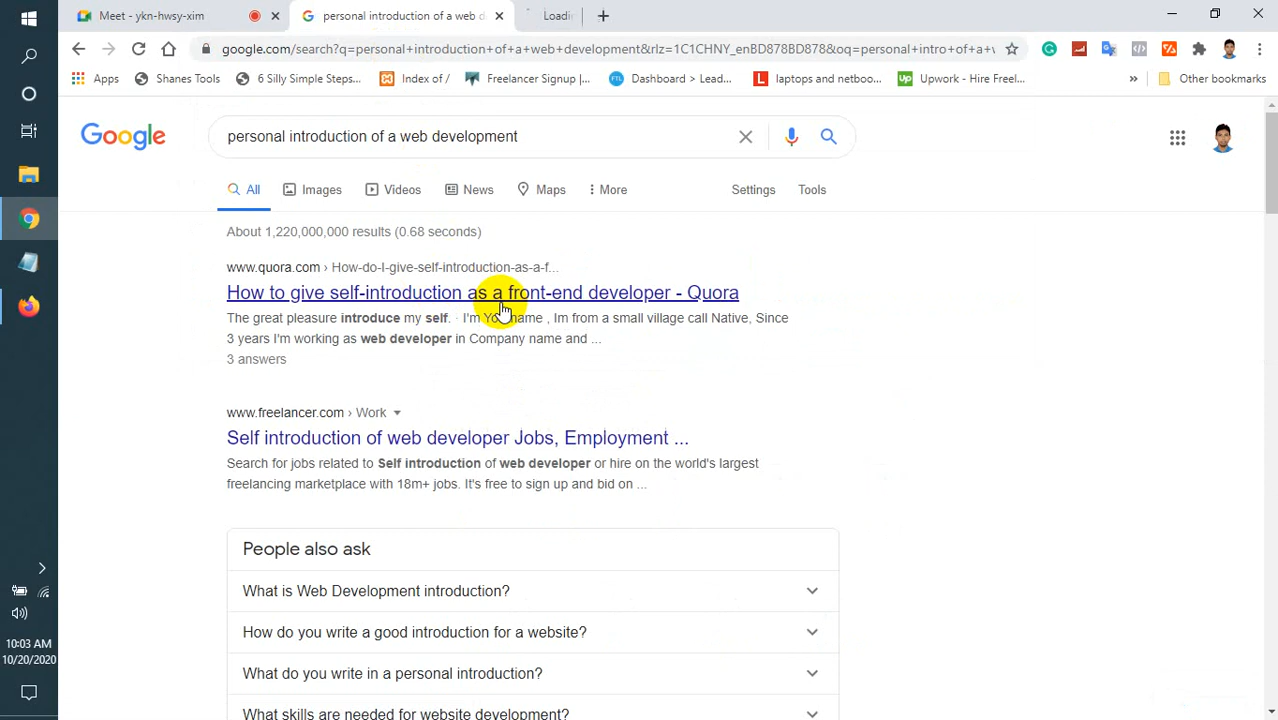 Meet - ykn-hwsy-xim
personal introduction of a web d
Loadin
google.com/search?q=personal+introduction+of+a+web+development&rlz=1C1CHNY_enBD878BD878&oq=personal+intro+of+a+v
Apps
Shanes Tools
6 Silly Simple Steps...
Index of /
Freelancer Signup |...
Dashboard > Lead...
laptops and netboo...
Upwork - Hire Freel...
»
Other bookmarks
Google
personal introduction of a web development
All
Images
Videos
News
Maps
More
Settings
Tools
About 1,220,000,000 results (0.68 seconds)
www.quora.com › How-do-I-give-self-introduction-as-a-f...
How to give self-introduction as a front-end developer - Quora
The great pleasure introduce my self. · I'm Yo name , Im from a small village call Native, Since
3 years I'm working as web developer in Company name and ...
3 answers
www.freelancer.com › Work
Self introduction of web developer Jobs, Employment ...
Search for jobs related to Self introduction of web developer or hire on the world's largest
freelancing marketplace with 18m+ jobs. It's free to sign up and bid on ...
People also ask
What is Web Development introduction?
How do you write a good introduction for a website?
What do you write in a personal introduction?
What skills are needed for website development?
10:03 AM
10/20/2020